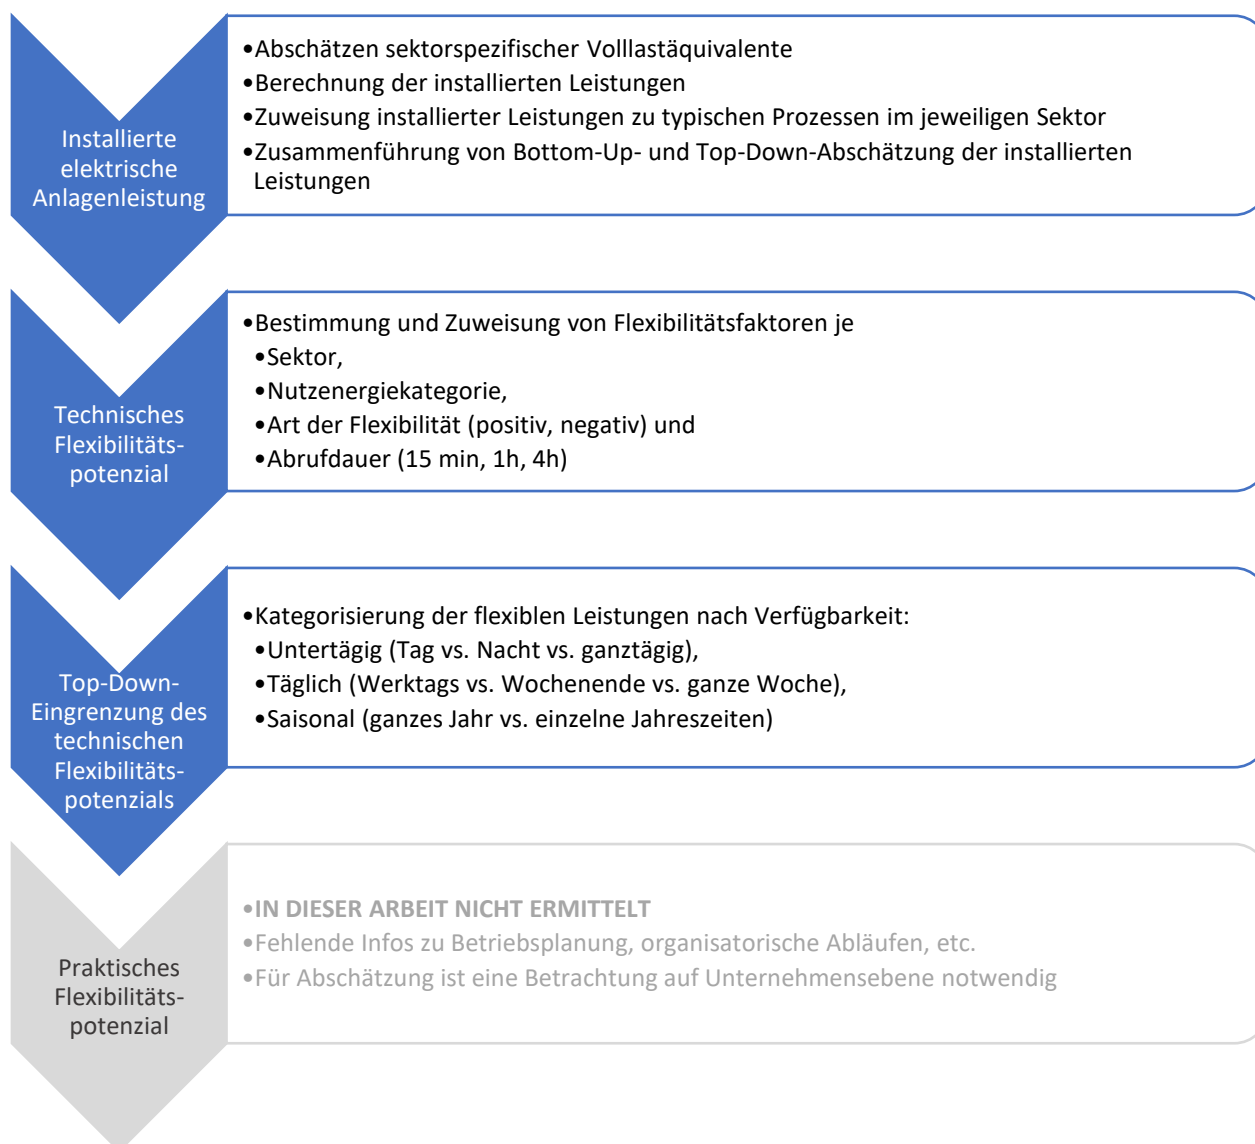 Installierte
elektrische
Anlagenleistung
•Abschätzen sektorspezifischer Volllastäquivalente
•Berechnung der installierten Leistungen
•Zuweisung installierter Leistungen zu typischen Prozessen im jeweiligen Sektor
•Zusammenführung von Bottom-Up- und Top-Down-Abschätzung der installierten
Leistungen
Technisches
Flexibilitäts-
potenzial
•Bestimmung und Zuweisung von Flexibilitätsfaktoren je
•Sektor,
•Nutzenergiekategorie,
•Art der Flexibilität (positiv, negativ) und
•Abrufdauer (15 min, 1h, 4h)
Top-Down-
Eingrenzung des
technischen
Flexibilitäts-
potenzials
•Kategorisierung der flexiblen Leistungen nach Verfügbarkeit:
•Untertägig (Tag vs. Nacht vs. ganztägig),
•Täglich (Werktags vs. Wochenende vs. ganze Woche),
•Saisonal (ganzes Jahr vs. einzelne Jahreszeiten)
Praktisches
Flexibilitäts-
potenzial
•IN DIESER ARBEIT NICHT ERMITTELT
•Fehlende Infos zu Betriebsplanung, organisatorische Abläufen, etc.
•Für Abschätzung ist eine Betrachtung auf Unternehmensebene notwendig